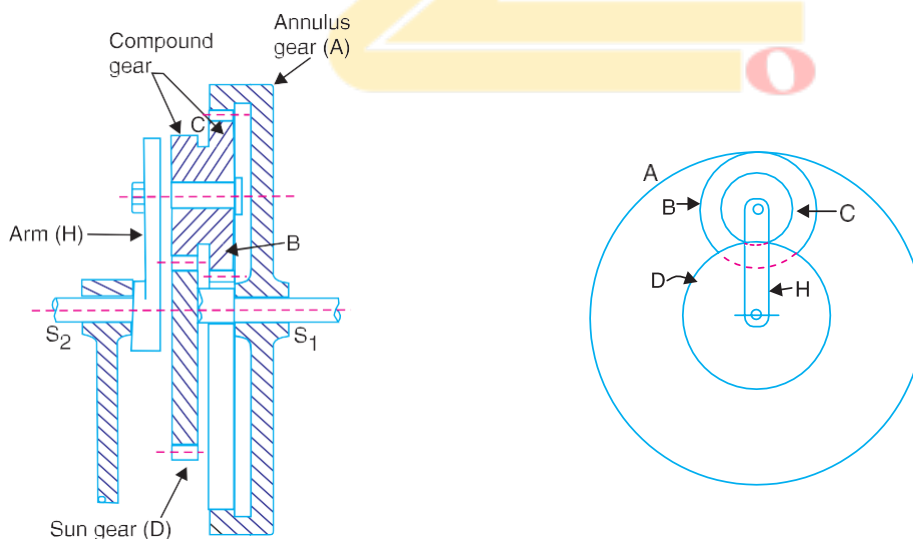 Annulus
gear (A)
Compound
gear
C
Arm (H)
B
S2
S1
Sun gear (D)
A
B
C
D
H